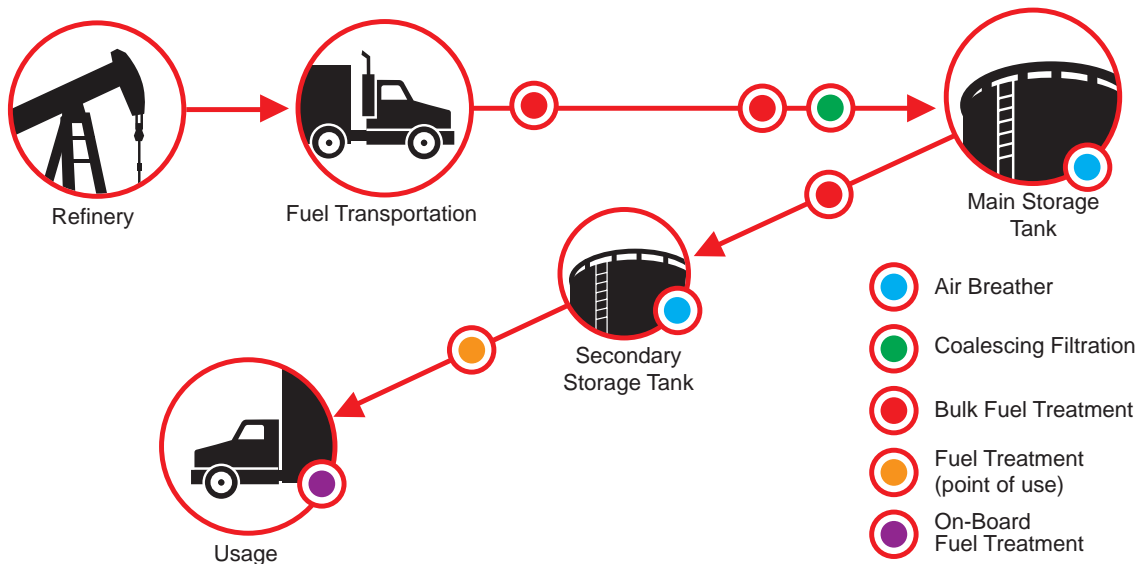 Refinery
Fuel Transportation
Main Storage
Tank
Secondary
Storage Tank
Usage
Air Breather
Coalescing Filtration
Bulk Fuel Treatment
Fuel Treatment
(point of use)
On-Board
Fuel Treatment